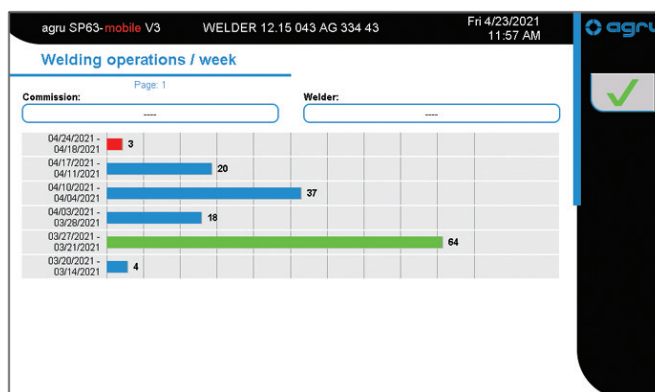 agru SP63-mobile V3
WELDER 12.15 043 AG 334 43
Fri 4/23/2021
11:57 AM
agru
Welding operations / week
Page: 1
Commission:
Welder:
----
----
04/24/2021 -
04/18/2021
3
04/17/2021 -
04/11/2021
20
04/10/2021 -
04/04/2021
37
04/03/2021 -
03/28/2021
18
03/27/2021 -
03/21/2021
64
03/20/2021 -
03/14/2021
4